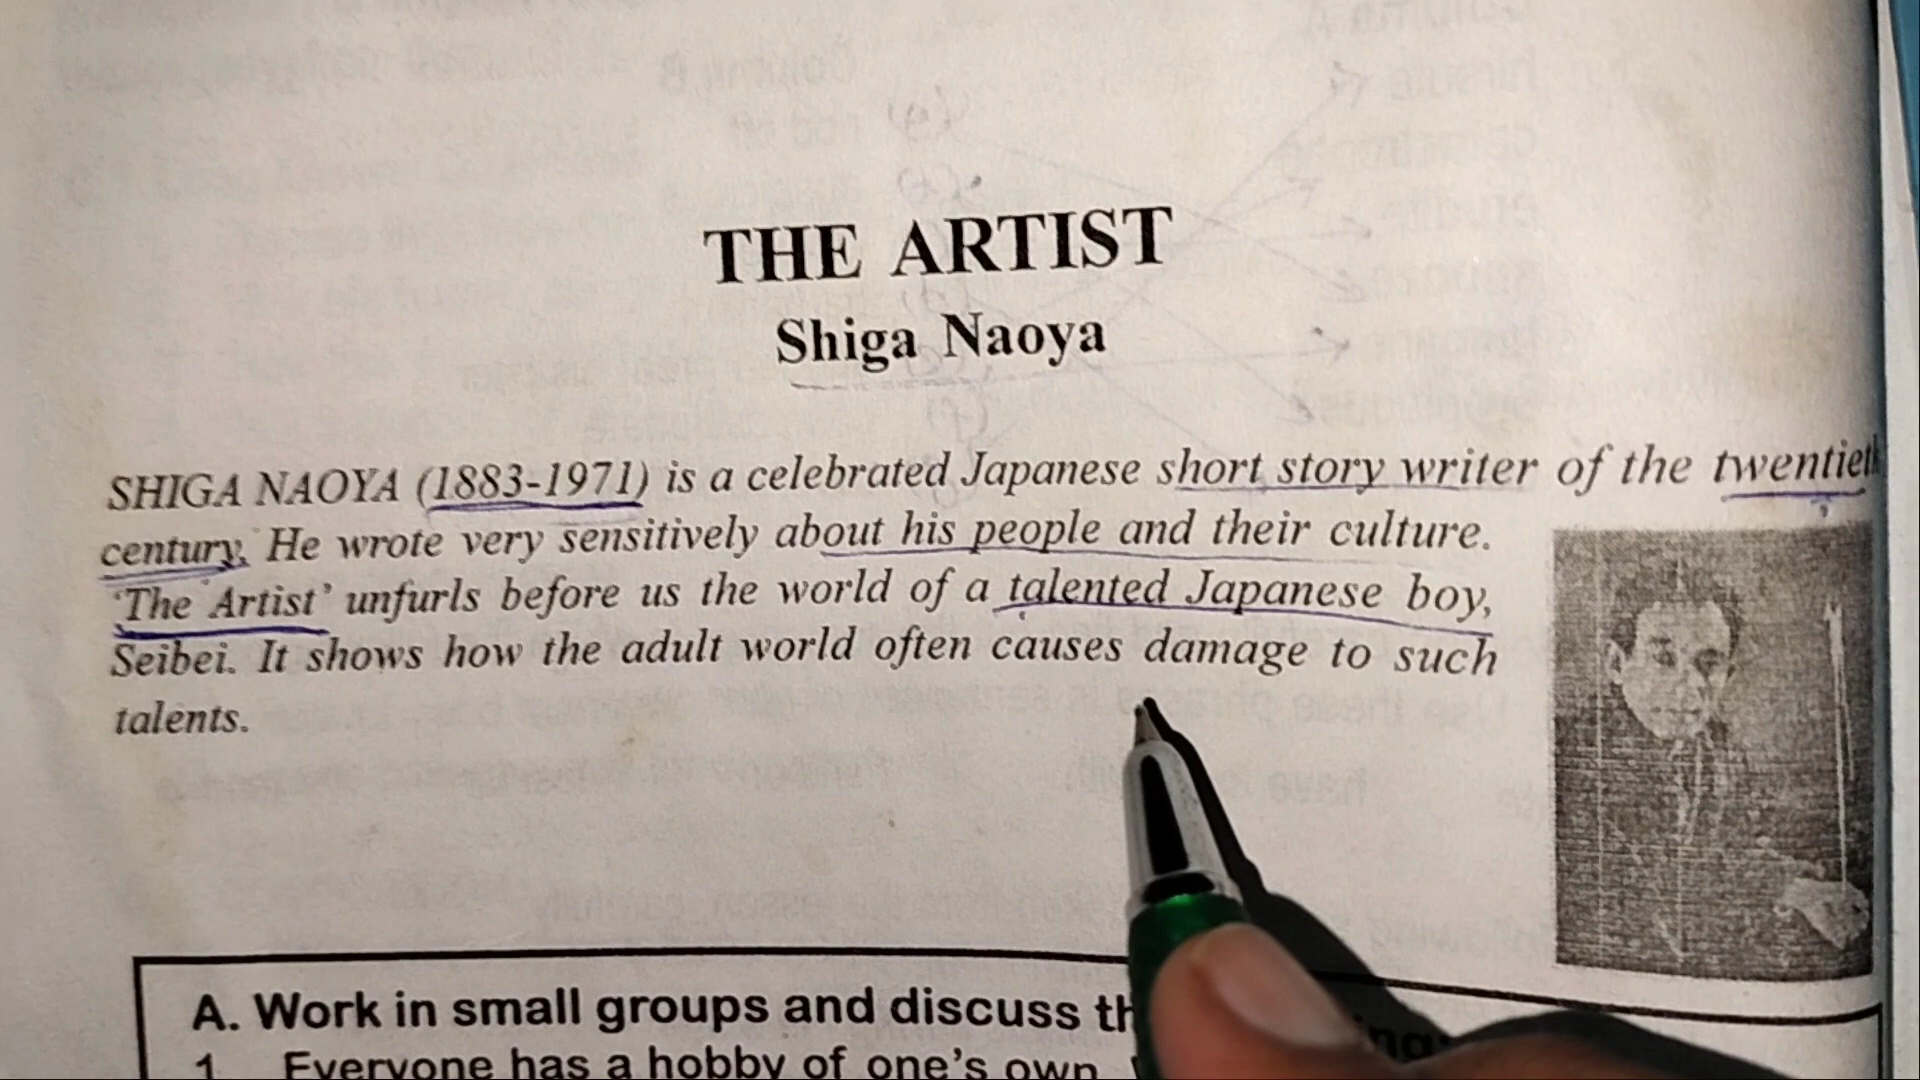 THE ARTIST
Shiga Naoya
SHIGA NAOYA (1883-1971) is a celebrated Japanese short story writer of the twentieth
century. He wrote very sensitively about his people and their culture.
'The Artist' unfurls before us the world of a talented Japanese boy,
Seibei. It shows how the adult world often causes damage to such
talents.
A. Work in small groups and discuss th
1. Everyone has a hobby of one's own.